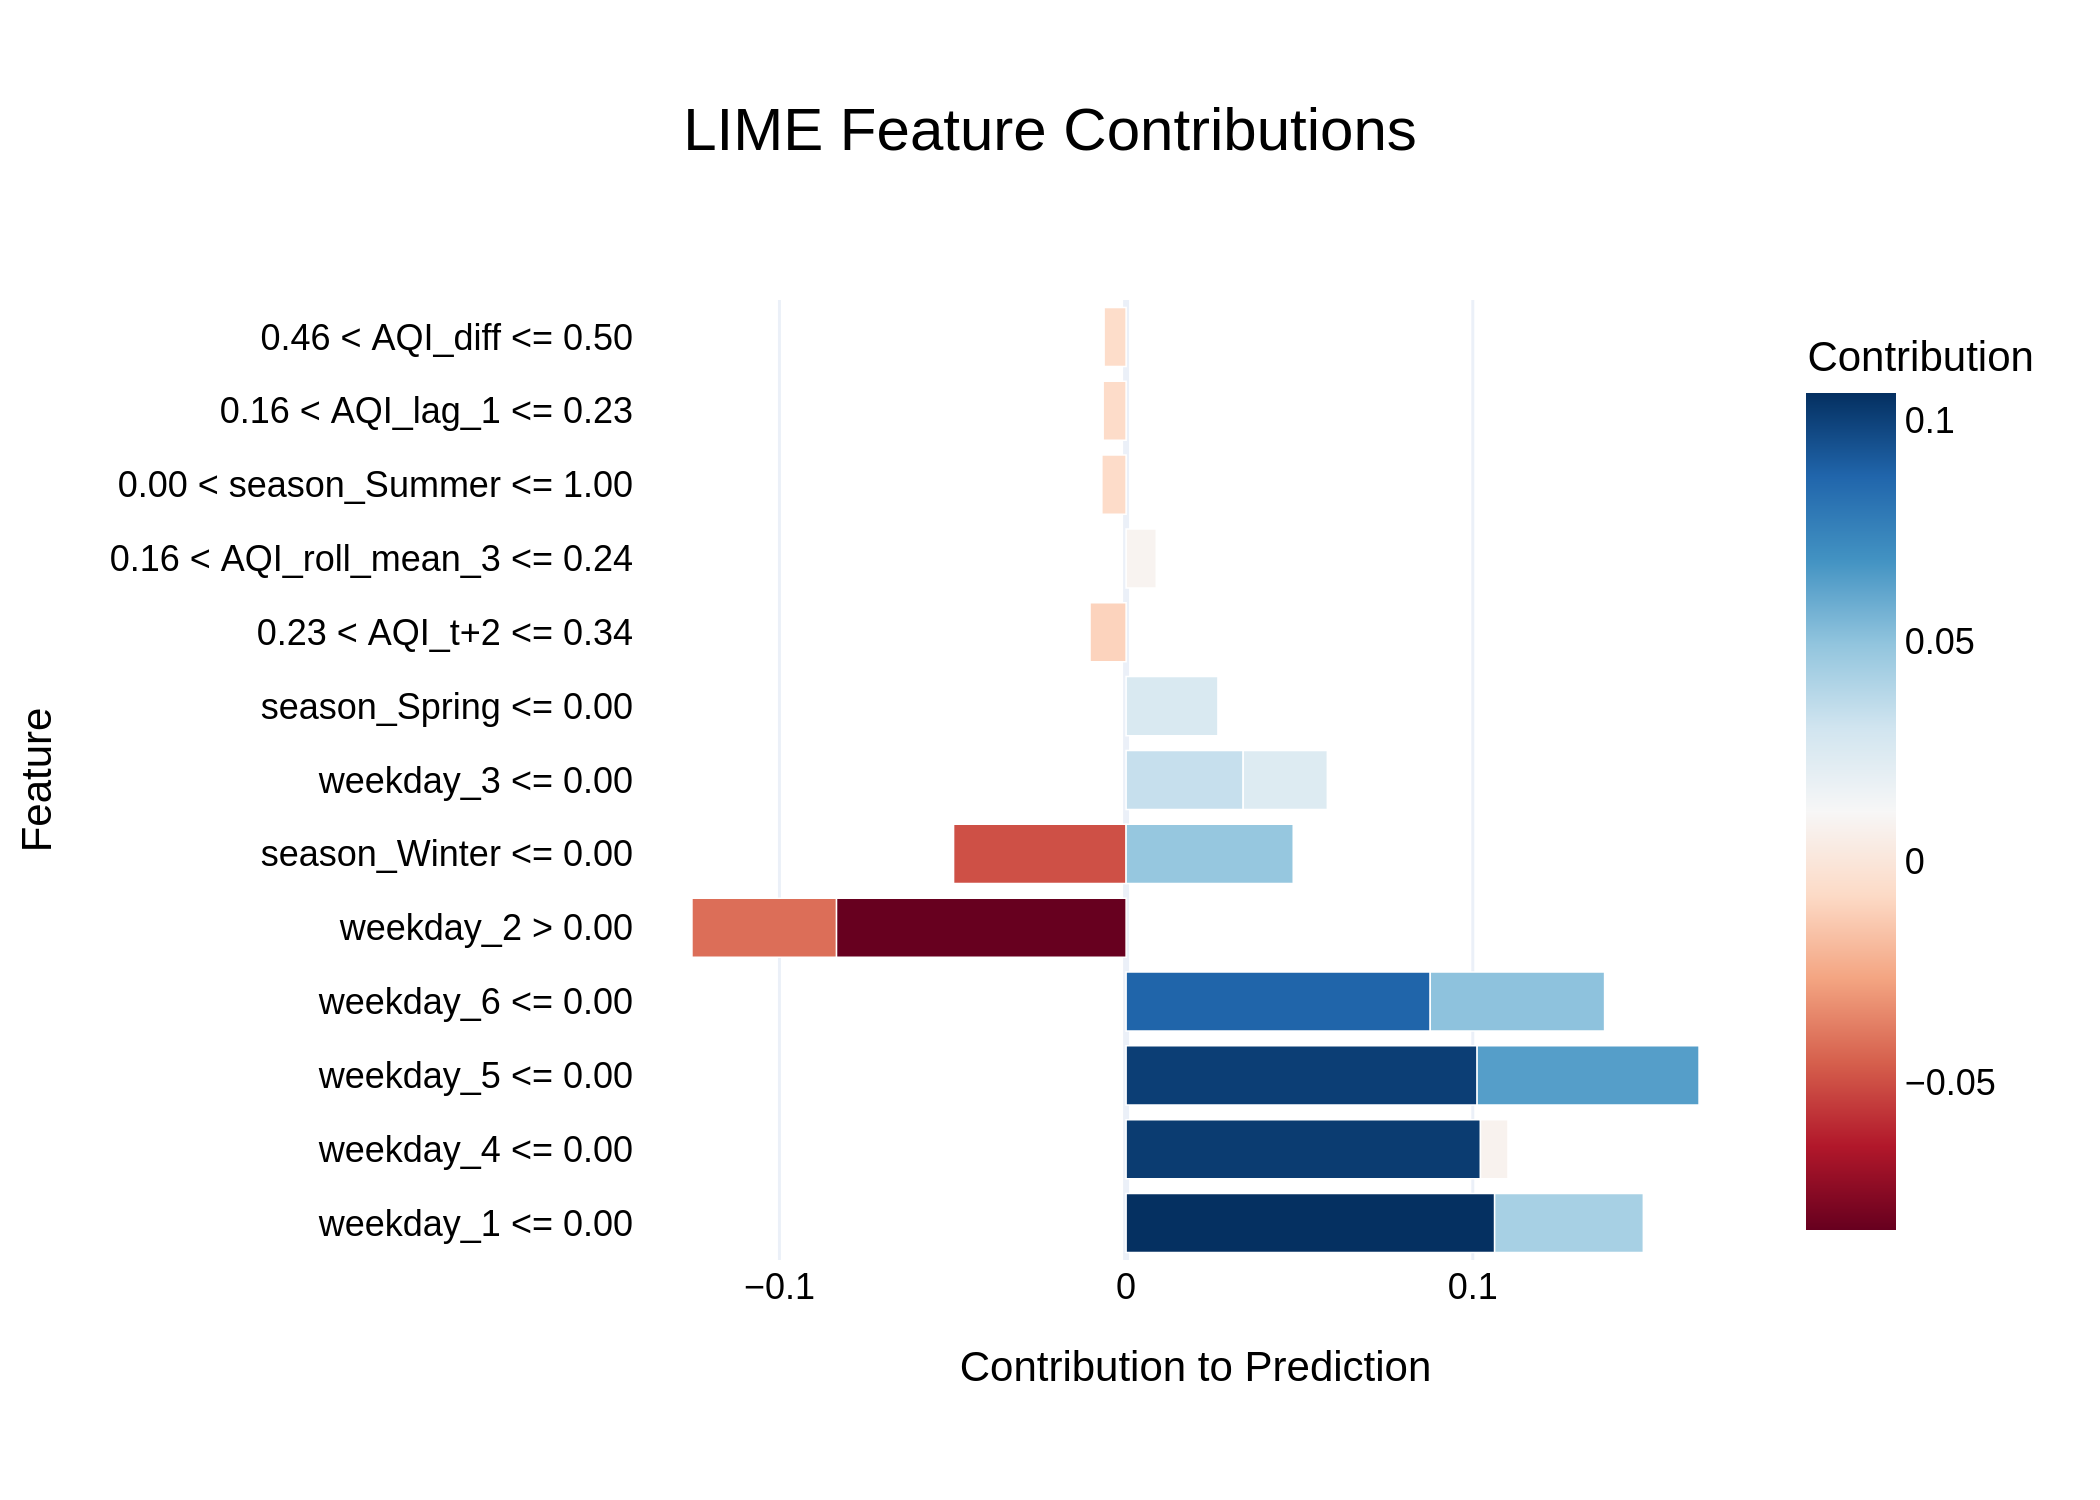 LIME Feature Contributions
Feature
0.46 < AQI_diff <= 0.50
0.16 < AQI_lag_1 <= 0.23
0.00 < season_Summer <= 1.00
0.16 < AQI_roll_mean_3 <= 0.24
0.23 < AQI_t+2 <= 0.34
season_Spring <= 0.00
weekday_3 <= 0.00
season_Winter <= 0.00
weekday_2 > 0.00
weekday_6 <= 0.00
weekday_5 <= 0.00
weekday_4 <= 0.00
weekday_1 <= 0.00
−0.1
0
0.1
Contribution to Prediction
Contribution
0.1
0.05
0
−0.05